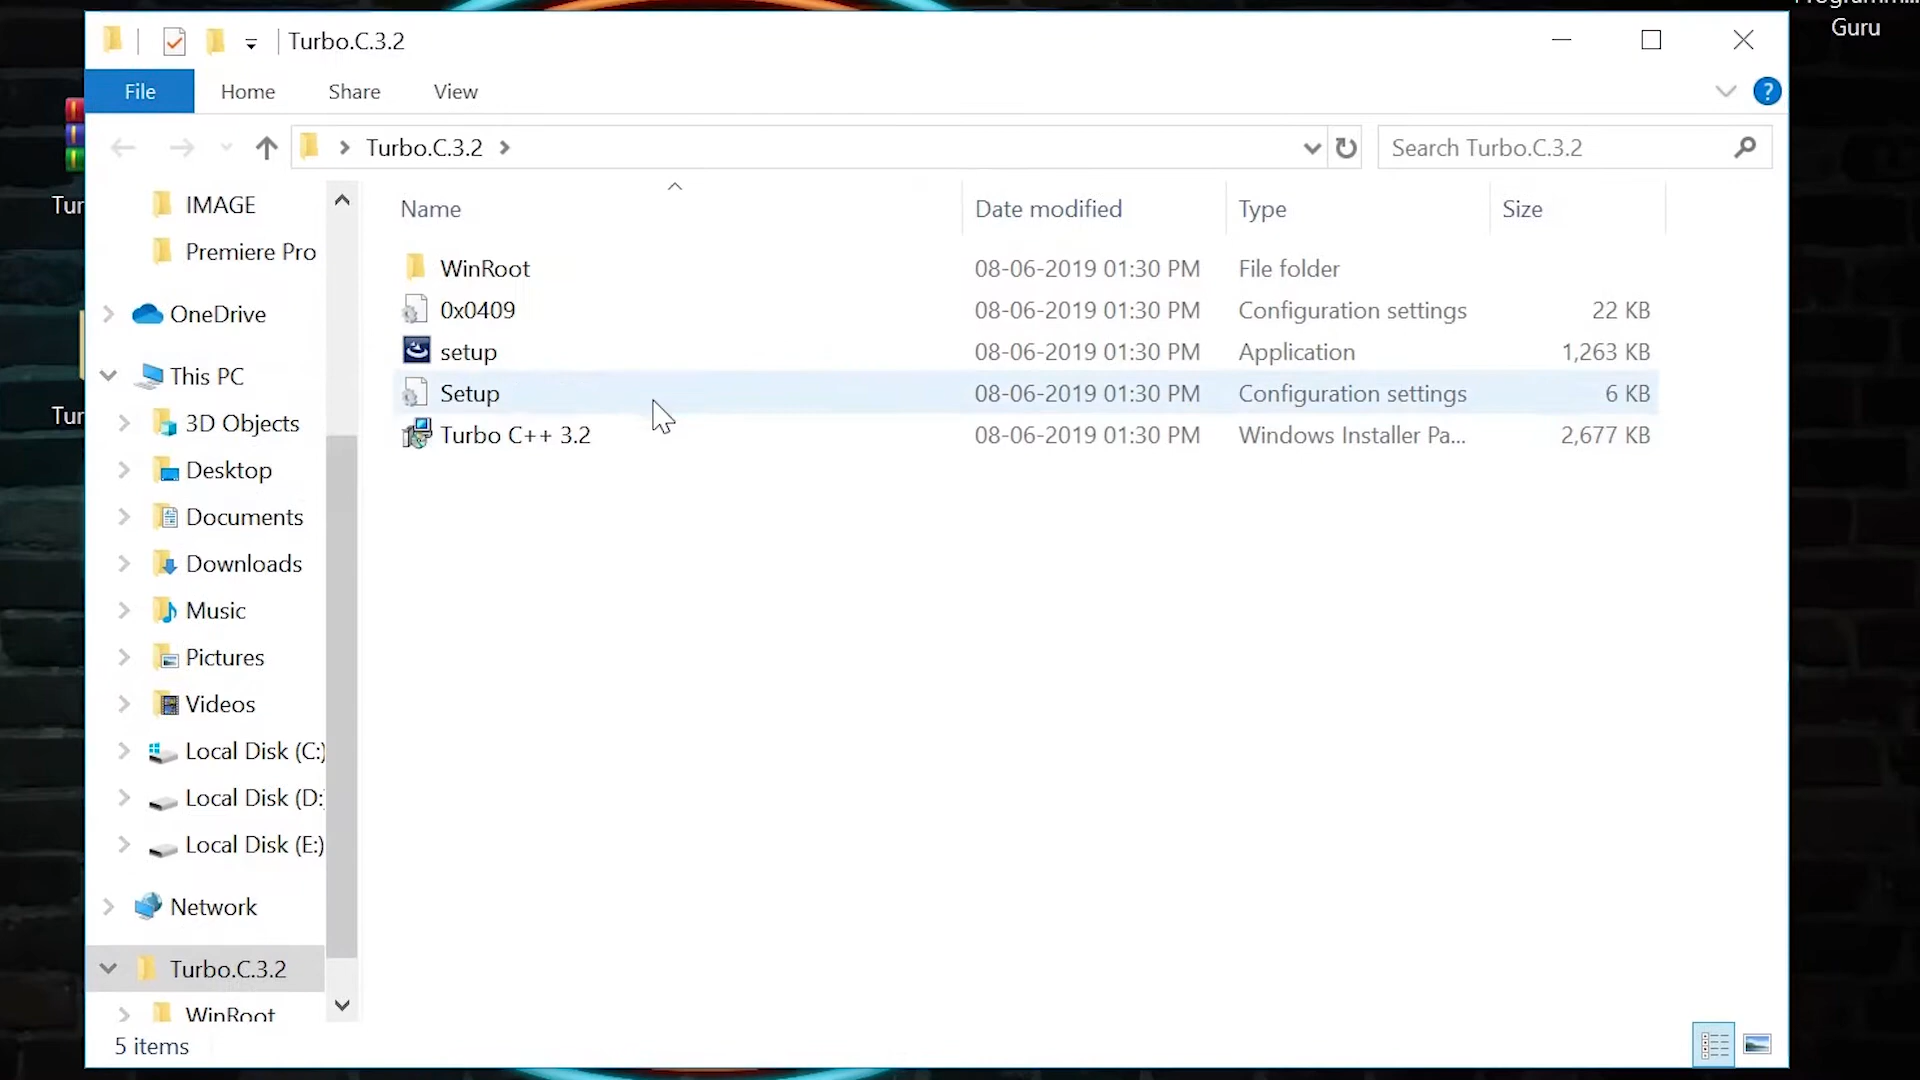 Guru
Turbo.C.3.2
File Home Share View
?
Turbo.C.3.2
Search Turbo.C.3.2
Tur
Tur
IMAGE
Premiere Pro
OneDrive
This PC
3D Objects
Desktop
Documents
Downloads
Music
Pictures
Videos
Local Disk (C:)
Local Disk (D:
Local Disk (E:)
Network
Turbo.C.3.2
WinRoot
Name Date modified Type Size
WinRoot 08-06-2019 01:30 PM File folder
0x0409 08-06-2019 01:30 PM Configuration settings 22 KB
setup 08-06-2019 01:30 PM Application 1,263 KB
Setup 08-06-2019 01:30 PM Configuration settings 6 KB
Turbo C++ 3.2 08-06-2019 01:30 PM Windows Installer Pa... 2,677 KB
5 items